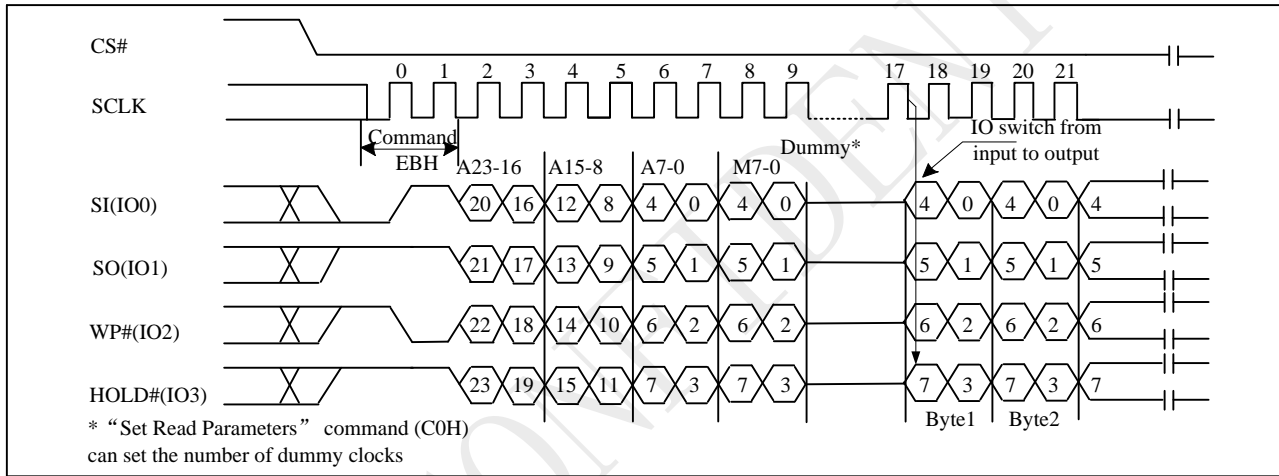 CS#
0 1 2 3 4 5 6 7 8 9 17 18 19 20 21
SCLK
Command
EBH
Dummy*
IO switch from
input to output
A23-16 A15-8 A7-0 M7-0
SI(IO0) 20 16 12 8 4 0 4 0 4 0 4 0 4
SO(IO1) 21 17 13 9 5 1 5 1 5 1 5 1 5
WP#(IO2) 22 18 14 10 6 2 6 2 6 2 6 2 6
HOLD#(IO3) 23 19 15 11 7 3 7 3 7 3 7 3 7
Byte1 Byte2
* “Set Read Parameters” command (C0H)
can set the number of dummy clocks